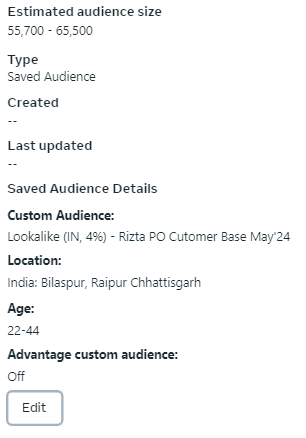 Estimated audience size
55,700 - 65,500
Type
Saved Audience
Created
--
Last updated
--
Saved Audience Details
Custom Audience:
Lookalike (IN, 4%) - Rizta PO Cutomer Base May'24
Location:
India: Bilaspur, Raipur Chhattisgarh
Age:
22-44
Advantage custom audience:
Off
Edit